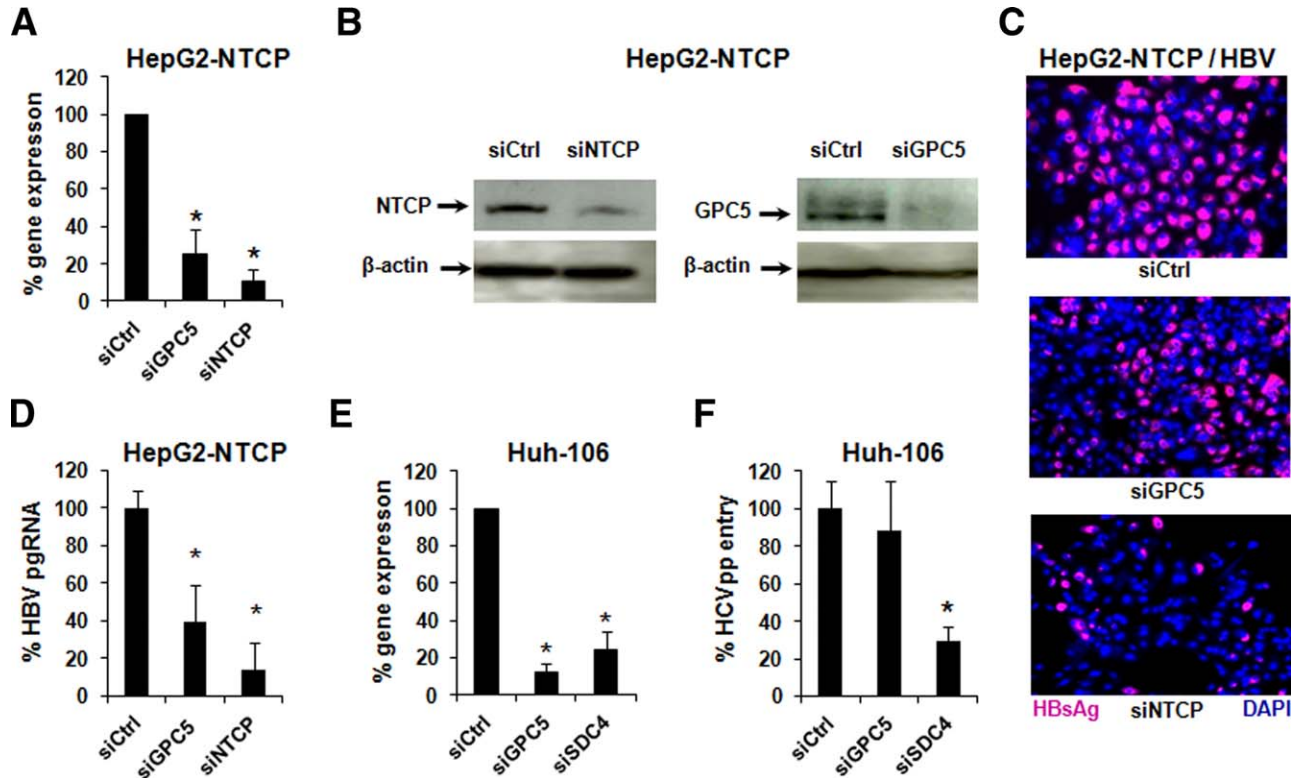 A
HepG2-NTCP
% gene expresson
120
100
80
60
40
20
0
*
*
siCtrl
siGPC5
siNTCP
B
HepG2-NTCP
siCtrl siNTCP
NTCP
β-actin
siCtrl siGPC5
GPC5
β-actin
C
HepG2-NTCP / HBV
siCtrl
siGPC5
HBsAg siNTCP DAPI
D
HepG2-NTCP
% HBV pgRNA
120
100
80
60
40
20
0
*
*
siCtrl
siGPC5
siNTCP
E
Huh-106
% gene expresson
120
100
80
60
40
20
0
*
*
siCtrl
siGPC5
siSDC4
F
Huh-106
% HCVpp entry
120
100
80
60
40
20
0
*
siCtrl
siGPC5
siSDC4